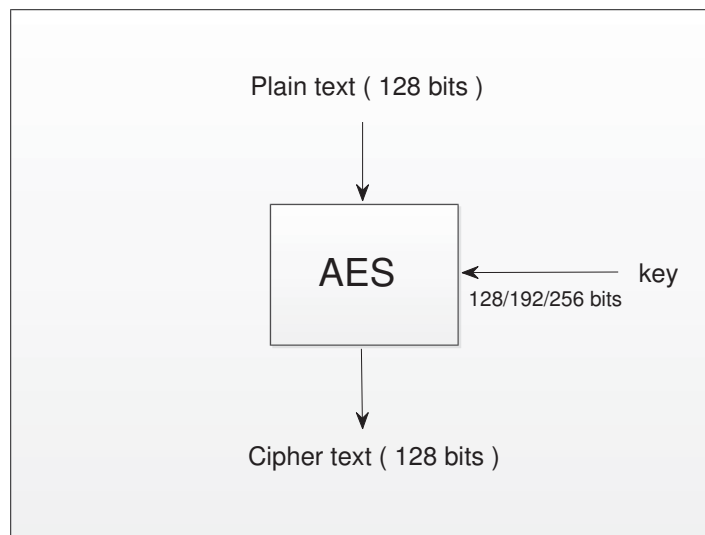 Plain text ( 128 bits )
AES
key
128/192/256 bits
Cipher text ( 128 bits )